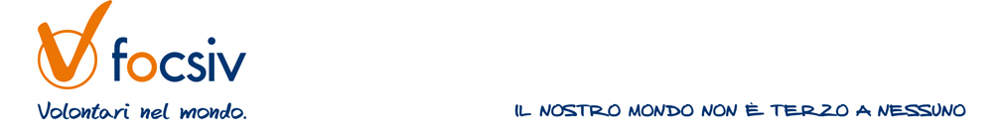 focsiv
Volontari nel mondo.
IL NOSTRO MONDO NON È TERZO A NESSUNO